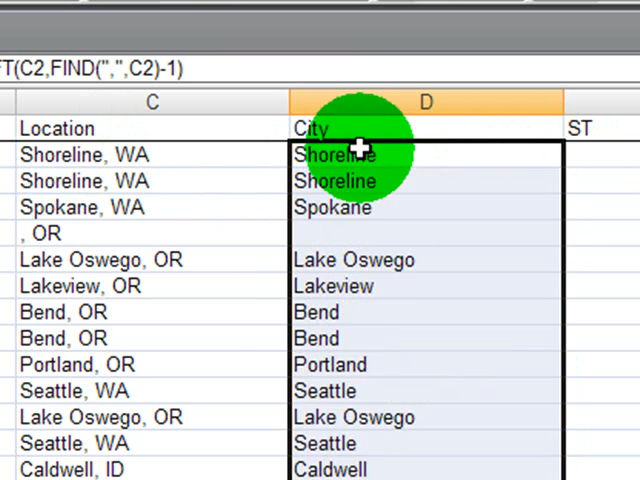 FT(C2,FIND(",",C2)-1)
C D
Location City ST
Shoreline, WA Shoreline
Shoreline, WA Shoreline
Spokane, WA Spokane
, OR
Lake Oswego, OR Lake Oswego
Lakeview, OR Lakeview
Bend, OR Bend
Bend, OR Bend
Portland, OR Portland
Seattle, WA Seattle
Lake Oswego, OR Lake Oswego
Seattle, WA Seattle
Caldwell, ID Caldwell